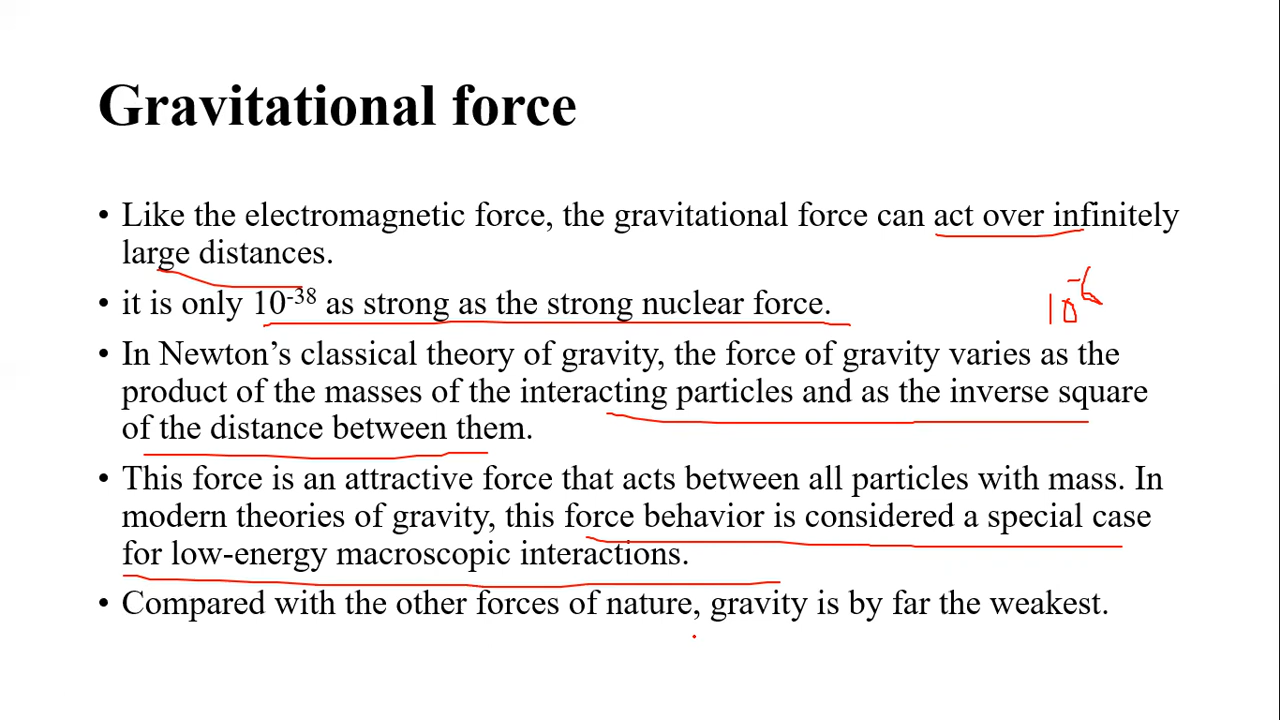 Gravitational force
• Like the electromagnetic force, the gravitational force can act over infinitely
large distances.
• it is only 10⁻³⁸ as strong as the strong nuclear force.
10⁻⁶
• In Newton’s classical theory of gravity, the force of gravity varies as the
product of the masses of the interacting particles and as the inverse square
of the distance between them.
• This force is an attractive force that acts between all particles with mass. In
modern theories of gravity, this force behavior is considered a special case
for low-energy macroscopic interactions.
• Compared with the other forces of nature, gravity is by far the weakest.